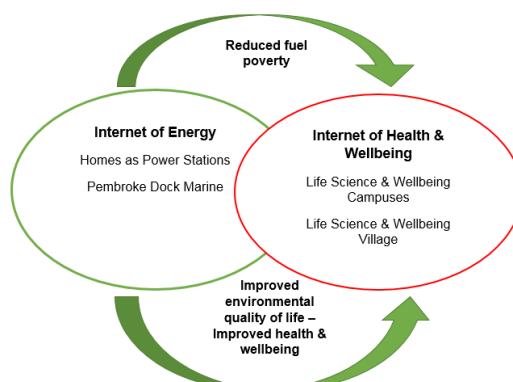 Reduced fuel
poverty
Internet of Energy
Homes as Power Stations
Pembroke Dock Marine
Internet of Health &
Wellbeing
Life Science & Wellbeing
Campuses
Life Science & Wellbeing
Village
Improved
environmental
quality of life –
Improved health &
wellbeing